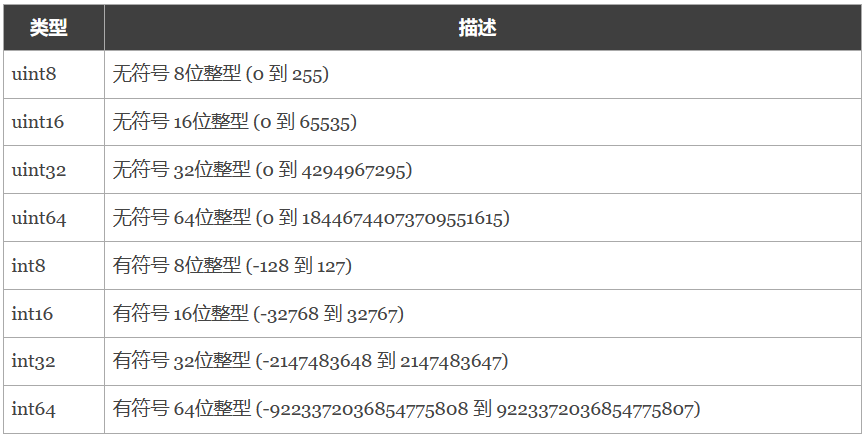 类型 描述
uint8 无符号 8位整型 (0 到 255)
uint16 无符号 16位整型 (0 到 65535)
uint32 无符号 32位整型 (0 到 4294967295)
uint64 无符号 64位整型 (0 到 18446744073709551615)
int8 有符号 8位整型 (-128 到 127)
int16 有符号 16位整型 (-32768 到 32767)
int32 有符号 32位整型 (-2147483648 到 2147483647)
int64 有符号 64位整型 (-9223372036854775808 到 9223372036854775807)